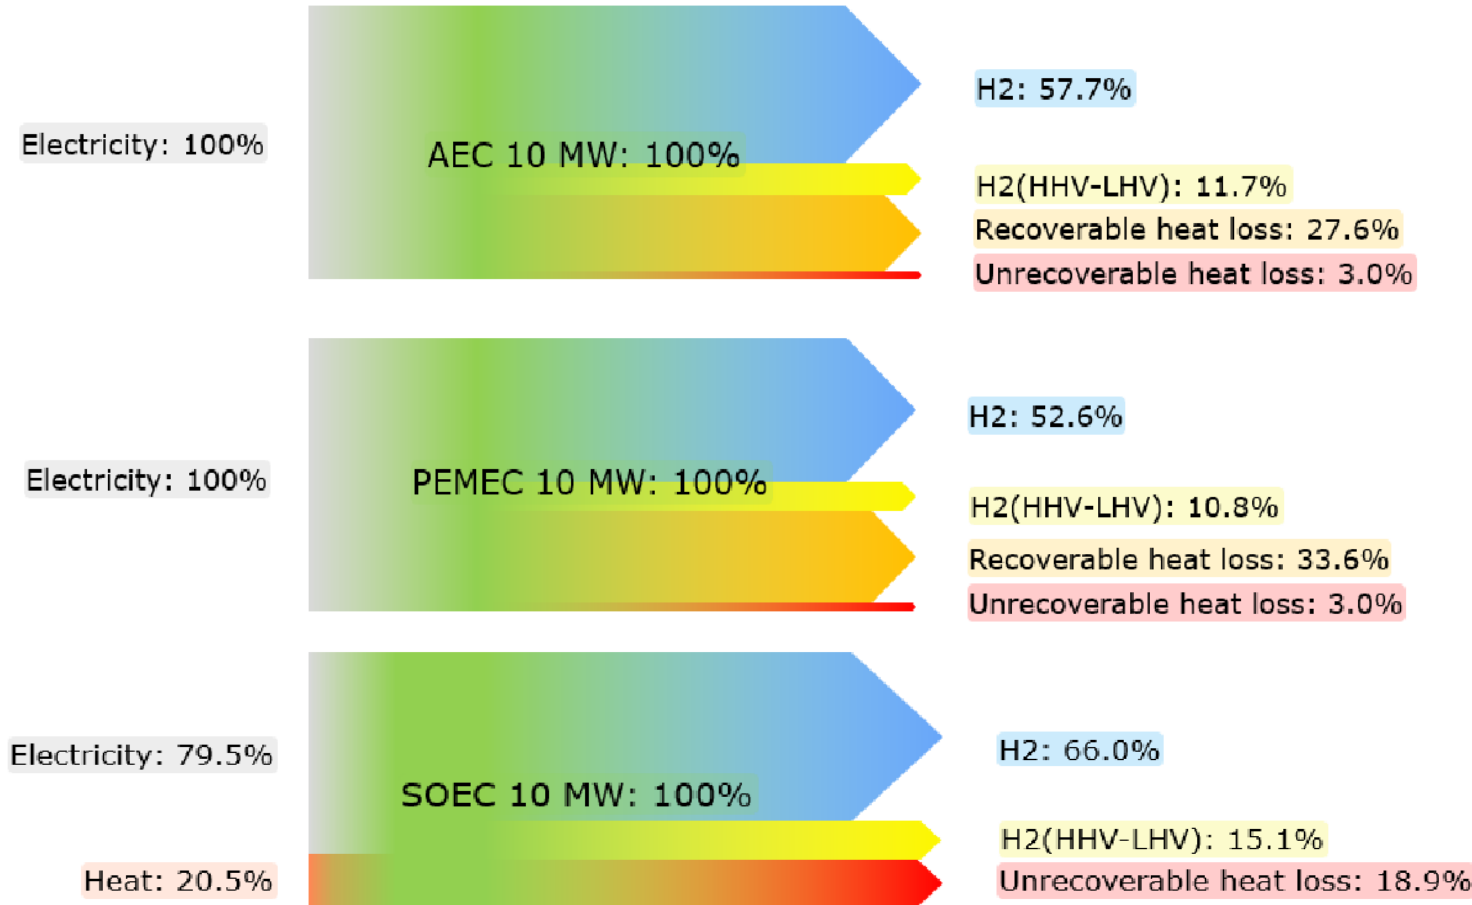 Electricity: 100%
AEC 10 MW: 100%
H2: 57.7%
H2(HHV-LHV): 11.7%
Recoverable heat loss: 27.6%
Unrecoverable heat loss: 3.0%
Electricity: 100%
PEMEC 10 MW: 100%
H2: 52.6%
H2(HHV-LHV): 10.8%
Recoverable heat loss: 33.6%
Unrecoverable heat loss: 3.0%
Electricity: 79.5%
Heat: 20.5%
SOEC 10 MW: 100%
H2: 66.0%
H2(HHV-LHV): 15.1%
Unrecoverable heat loss: 18.9%